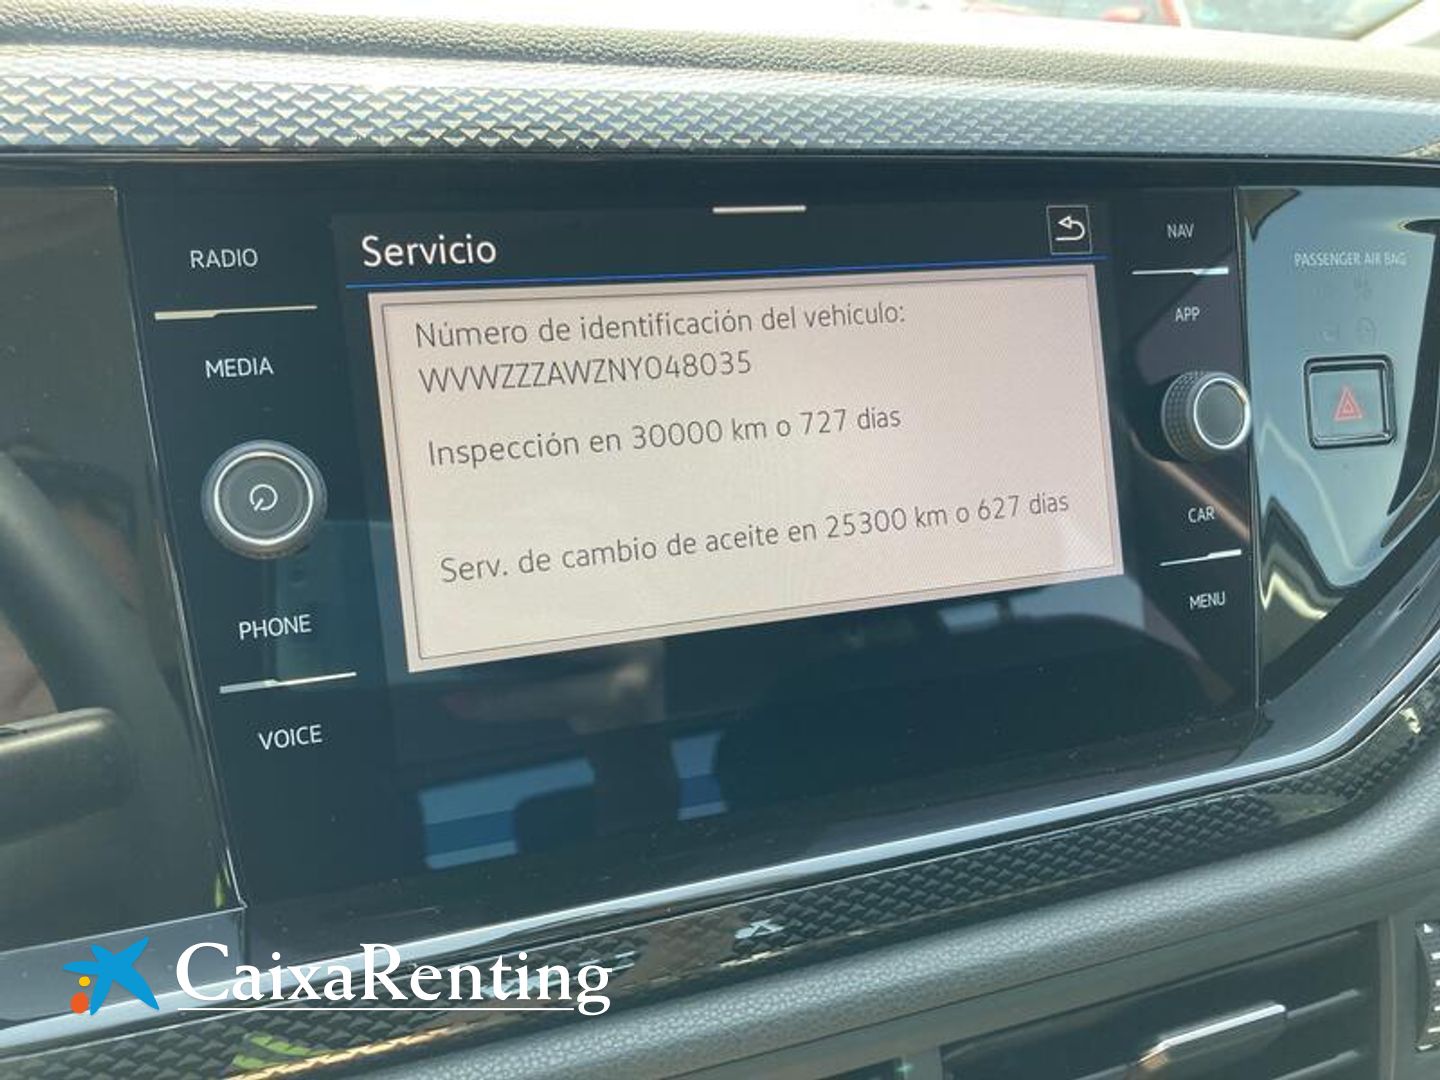 RADIO
MEDIA
PHONE
VOICE
Servicio
Número de identificación del vehículo:
WVWZZZAWZNY048035
Inspección en 30000 km o 727 días
Serv. de cambio de aceite en 25300 km o 627 días
NAV
APP
CAR
MENU
PASSENGER AIR BAG
CaixaRenting